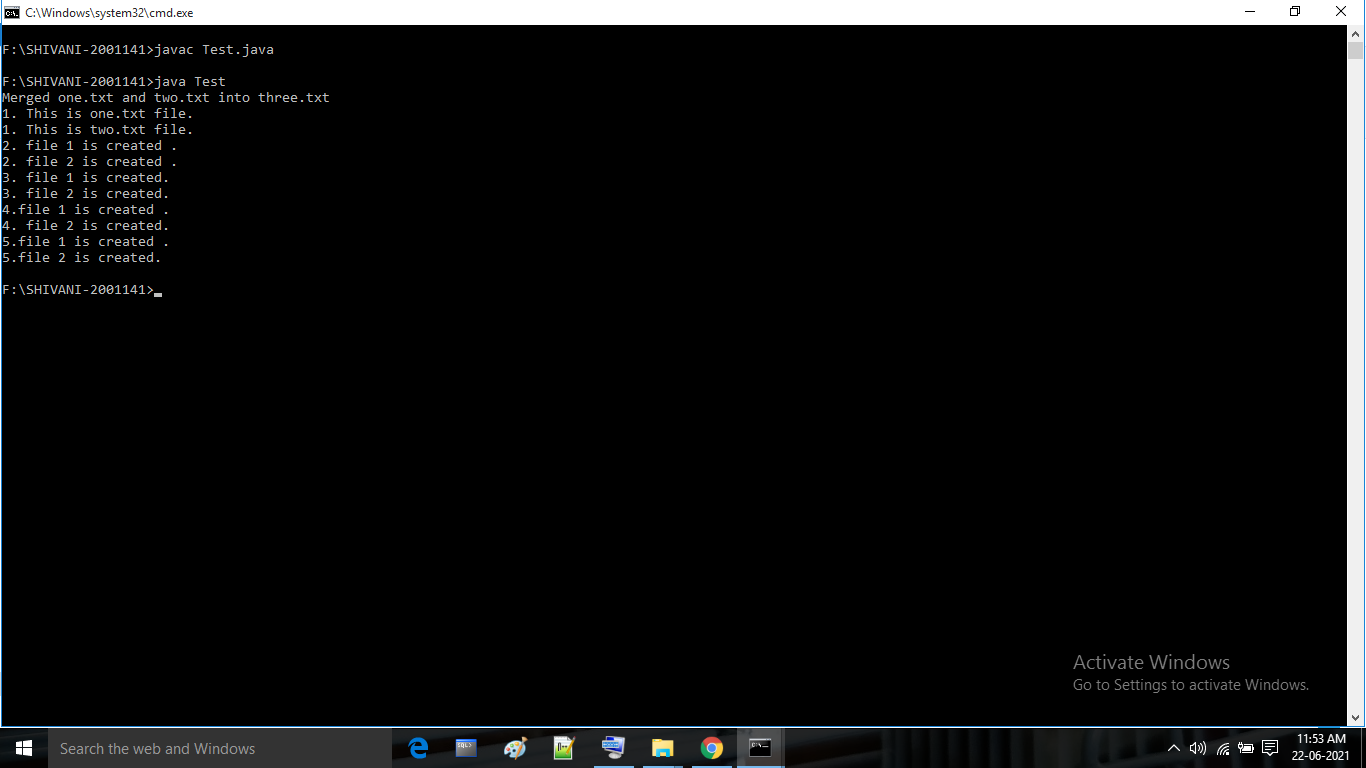 C:\Windows\system32\cmd.exe
F:\SHIVANI-2001141>javac Test.java
F:\SHIVANI-2001141>java Test
Merged one.txt and two.txt into three.txt
1. This is one.txt file.
1. This is two.txt file.
2. file 1 is created .
2. file 2 is created .
3. file 1 is created.
3. file 2 is created.
4.file 1 is created .
4. file 2 is created.
5.file 1 is created .
5.file 2 is created.
F:\SHIVANI-2001141>
Activate Windows
Go to Settings to activate Windows.
Search the web and Windows
11:53 AM
22-06-2021